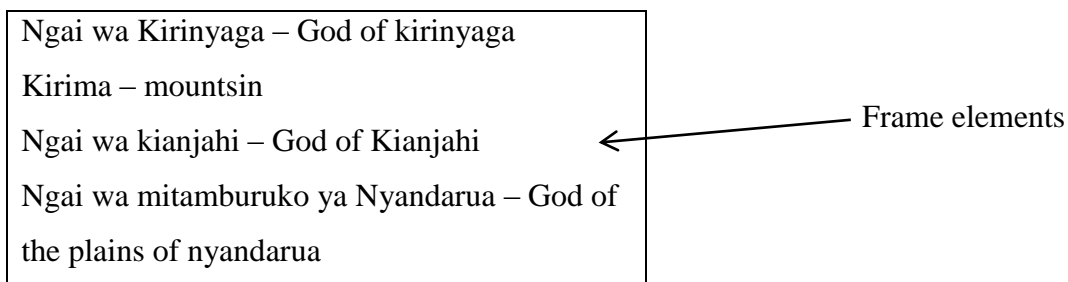 Ngai wa Kirinyaga – God of kirinyaga
Kirima – mountsin
Ngai wa kianjahi – God of Kianjahi
Ngai wa mitamburuko ya Nyandarua – God of
the plains of nyandarua
Frame elements